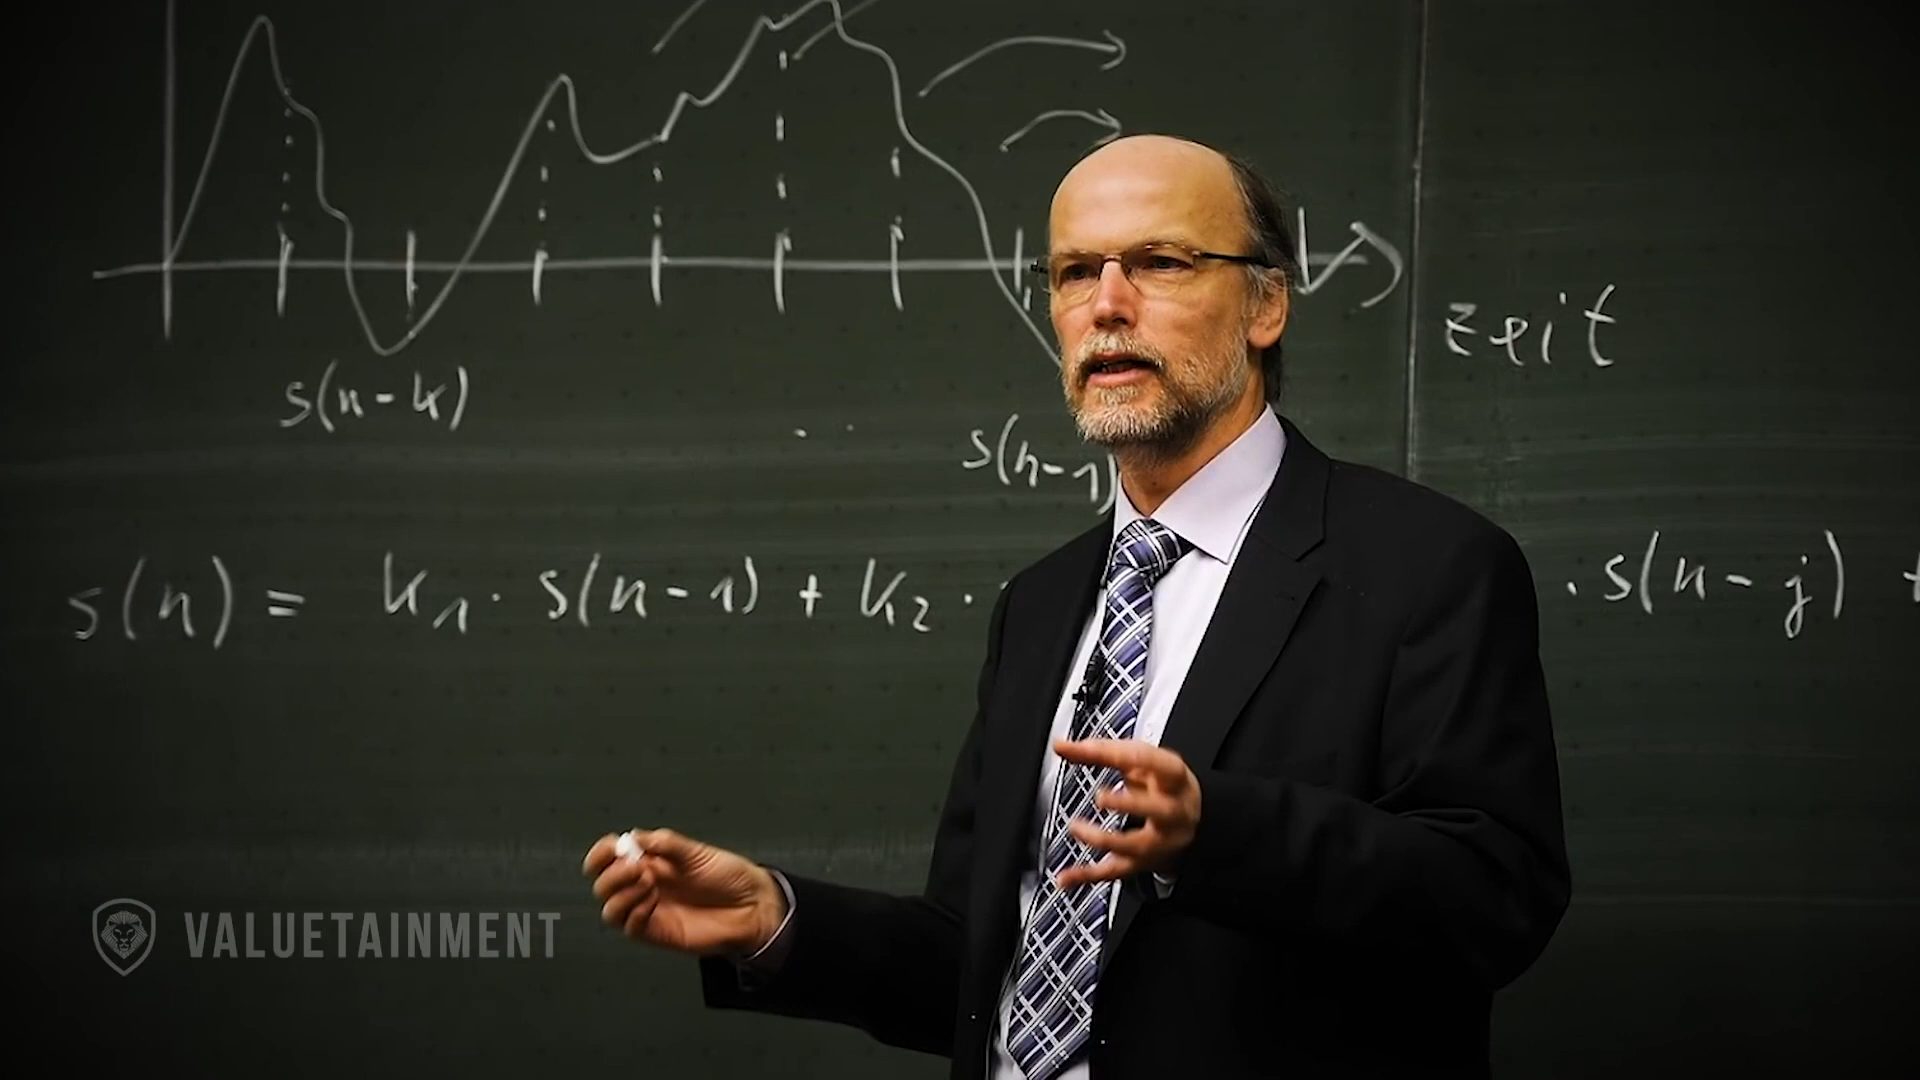 zeit
s(n-k)
s(n-1)
s(n) = k₁ · s(n-1) + k₂ · · s(n-j) +
VALUETAINMENT